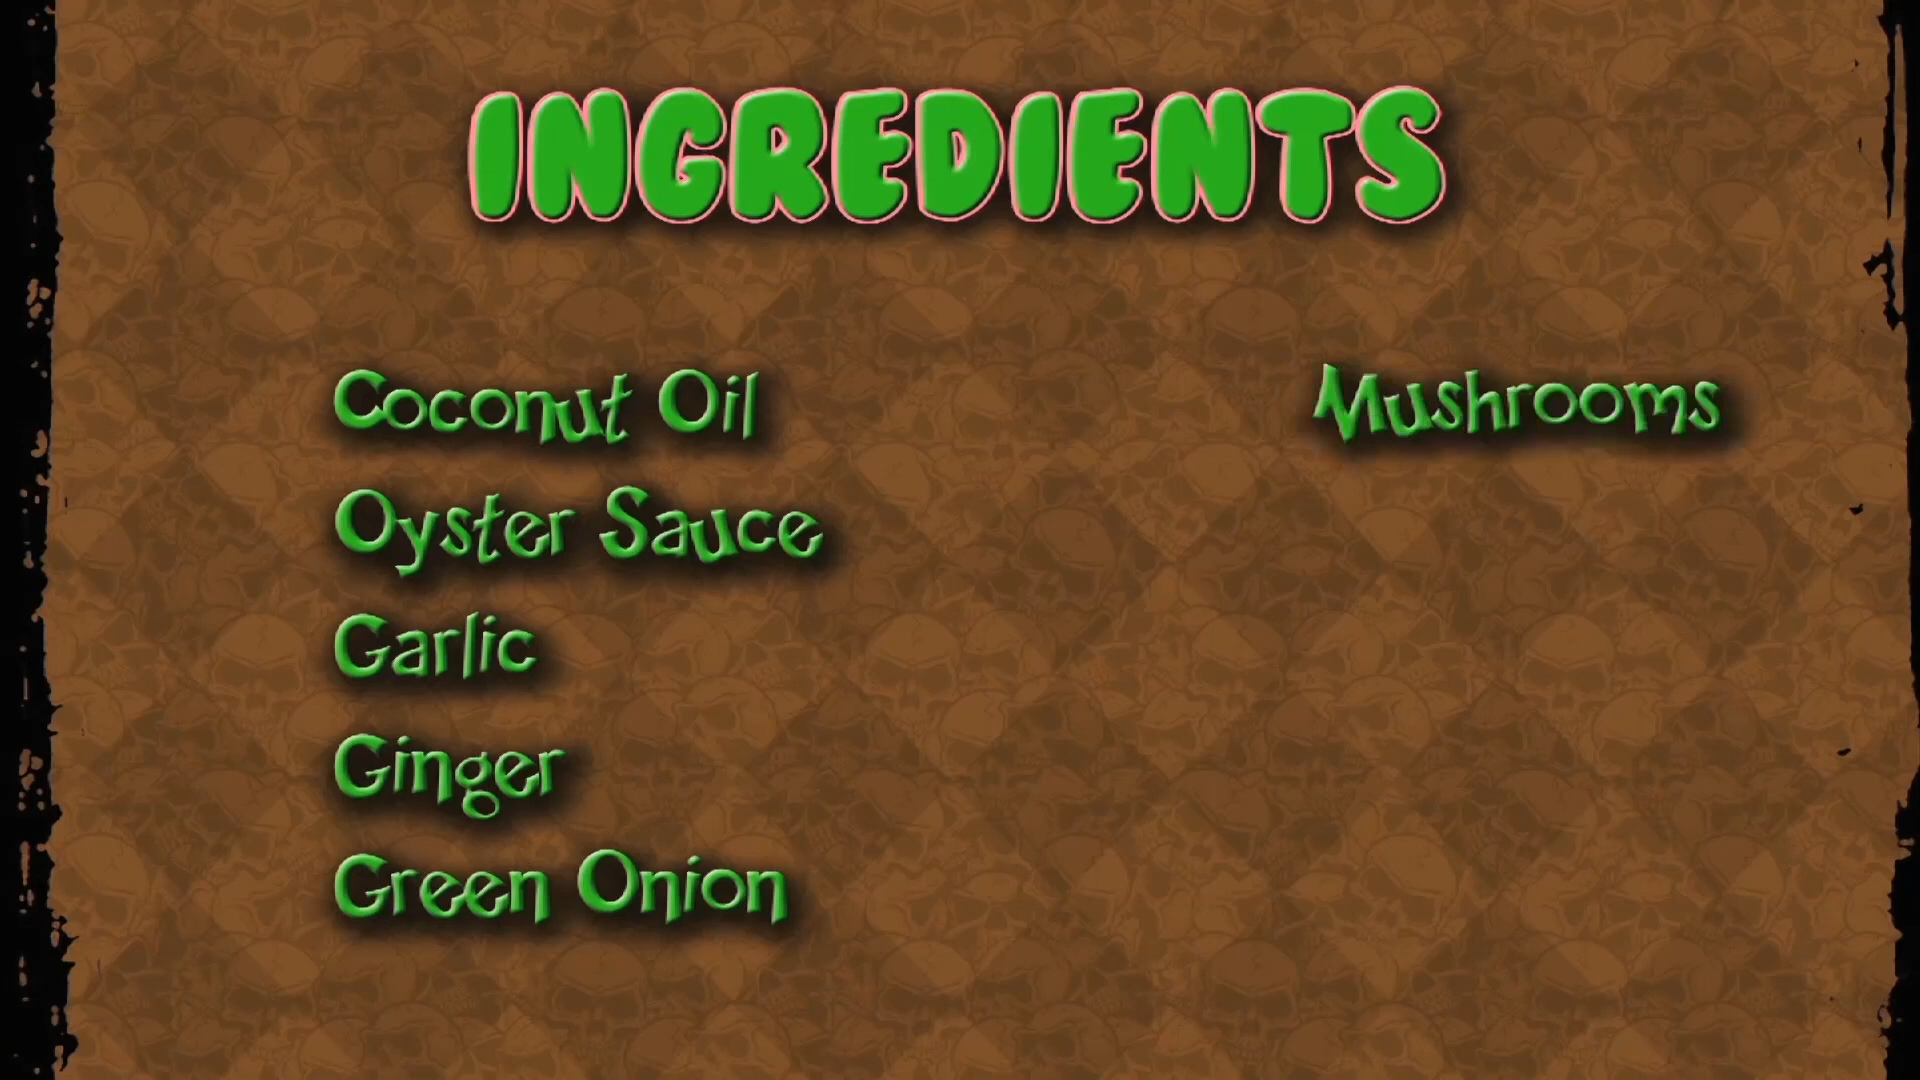 INGREDIENTS
Coconut Oil
Oyster Sauce
Garlic
Ginger
Green Onion
Mushrooms